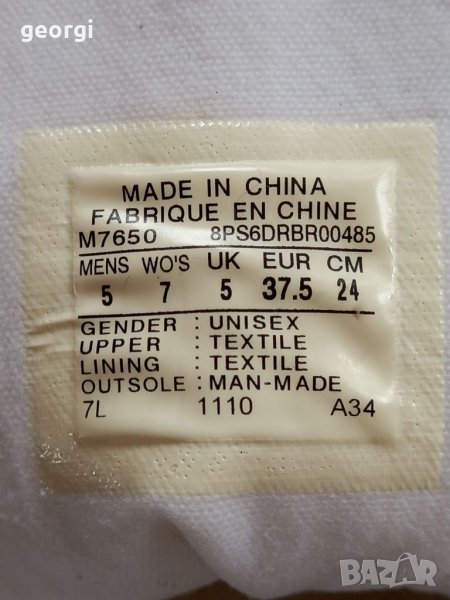 georgi
MADE IN CHINA
FABRIQUE EN CHINE
M7650 8PS6DRBR00485
MENS WO'S UK EUR CM
5 7 5 37.5 24
GENDER : UNISEX
UPPER : TEXTILE
LINING : TEXTILE
OUTSOLE : MAN-MADE
7L 1110 A34
BAZAR